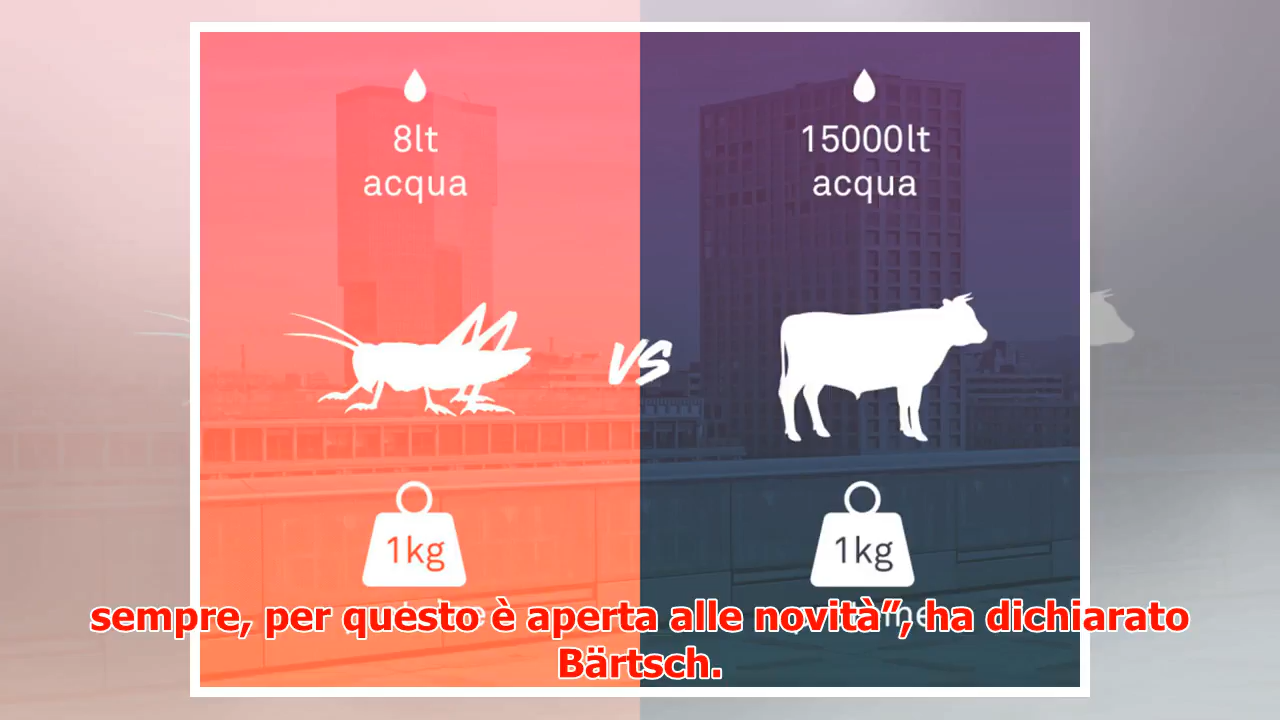 8lt
acqua
15000lt
acqua
VS
1kg
1kg
sempre, per questo è aperta alle novità”, ha dichiarato
Bärtsch.